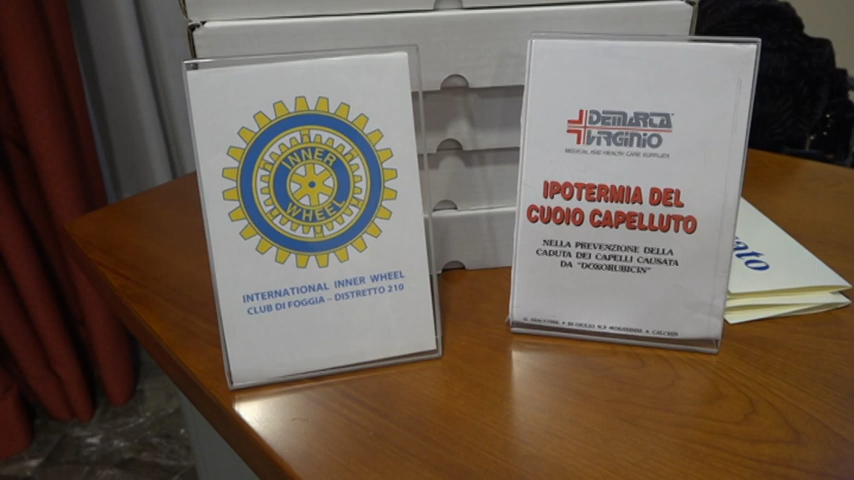 INNER
WHEEL
INTERNATIONAL INNER WHEEL
CLUB DI FOGGIA – DISTRETTO 210
DEMARTA
VIRGINIO
MEDICAL AND HEALTH CARE SUPPLIES
IPOTERMIA DEL
CUOIO CAPELLUTO
NELLA PREVENZIONE DELLA
CADUTA DEI CAPELLI CAUSATA
DA "DOXORUBICIN"